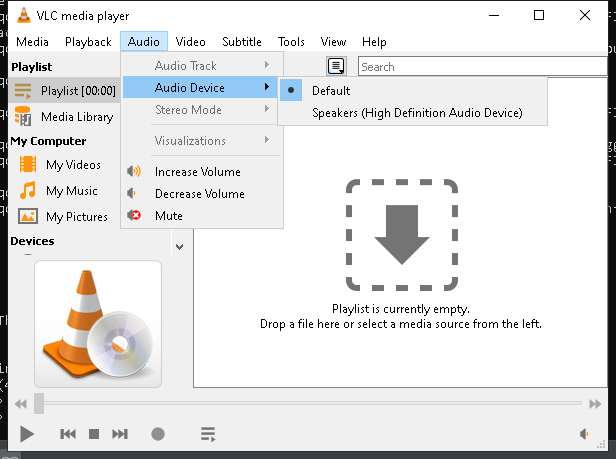 VLC media player
Media Playback Audio Video Subtitle Tools View Help
Playlist
Playlist [00:00]
Media Library
My Computer
My Videos
My Music
My Pictures
Devices
Audio Track
Audio Device
Stereo Mode
Visualizations
Increase Volume
Decrease Volume
Mute
Default
Speakers (High Definition Audio Device)
Search
Playlist is currently empty.
Drop a file here or select a media source from the left.